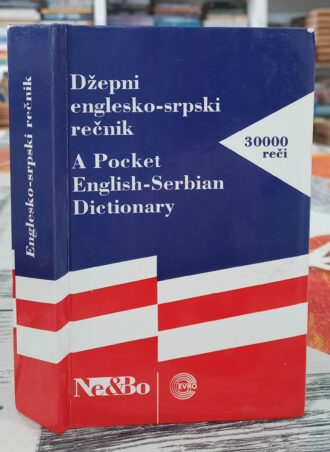 Englesko-srpski rečnik
Džepni
englesko-srpski
rečnik
30000
reči
A Pocket
English-Serbian
Dictionary
Ne&Bo
EVRO